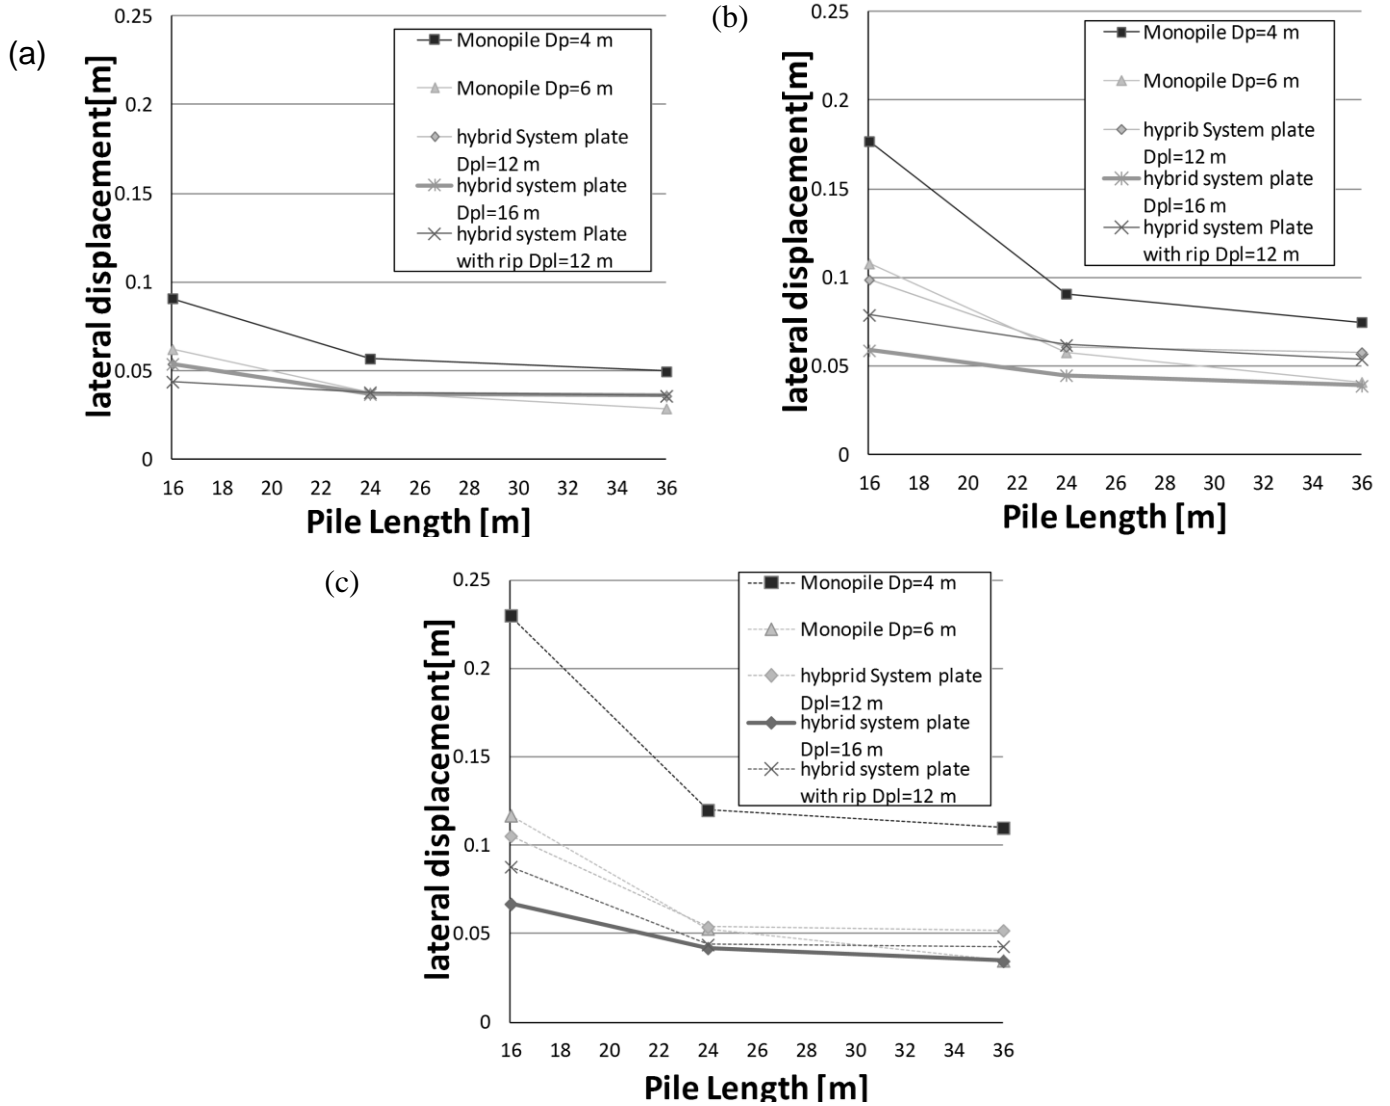 (a)
lateral displacement[m]
0.25
0.2
0.15
0.1
0.05
0
16 18 20 22 24 26 28 30 32 34 36
Pile Length [m]
Monopile Dp=4 m
Monopile Dp=6 m
hybrid System plate
Dpl=12 m
hybrid system plate
Dpl=16 m
hybrid system Plate
with rip Dpl=12 m
(b)
lateral displacement[m]
0.25
0.2
0.15
0.1
0.05
0
16 18 20 22 24 26 28 30 32 34 36
Pile Length [m]
Monopile Dp=4 m
Monopile Dp=6 m
hyprib System plate
Dpl=12 m
hybrid system plate
Dpl=16 m
hyprid system Plate
with rip Dpl=12 m
(c)
lateral displacement[m]
0.25
0.2
0.15
0.1
0.05
0
16 18 20 22 24 26 28 30 32 34 36
Pile Length [m]
Monopile Dp=4 m
Monopile Dp=6 m
hybprid System plate
Dpl=12 m
hybrid system plate
Dpl=16 m
hybrid system plate
with rip Dpl=12 m